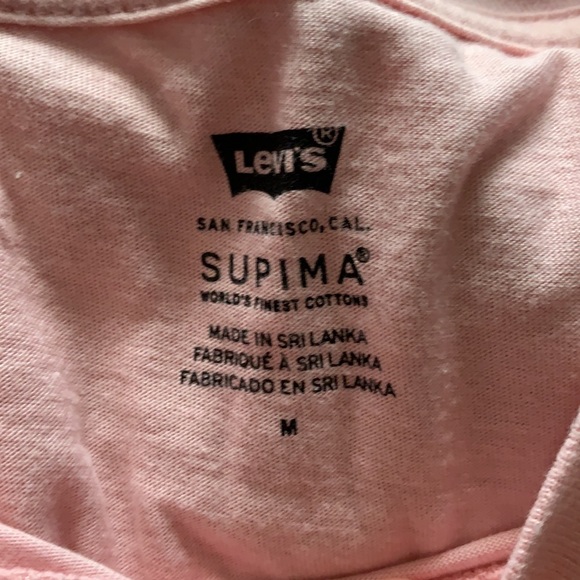 Levi's ®
SAN FRANCISCO, CAL.
SUPIMA®
WORLD'S FINEST COTTONS
MADE IN SRI LANKA
FABRIQUÉ À SRI LANKA
FABRICADO EN SRI LANKA
M